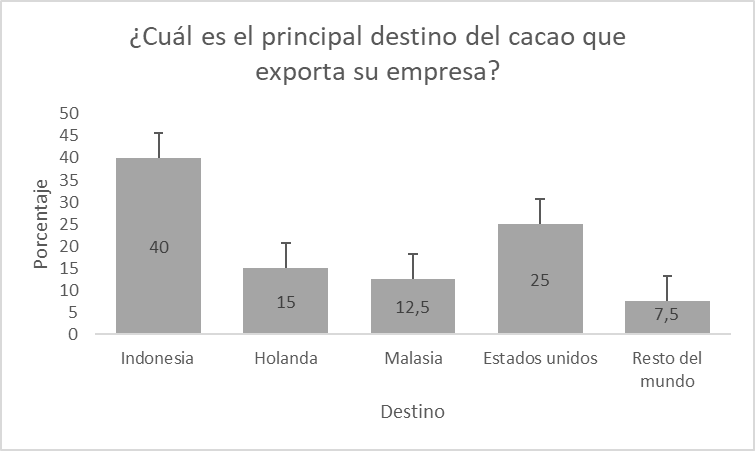 ¿Cuál es el principal destino del cacao que
exporta su empresa?
Porcentaje
50
45
40
35
30
25
20
15
10
5
0
40
15
12,5
25
7,5
Indonesia
Holanda
Malasia
Estados unidos
Resto del
mundo
Destino